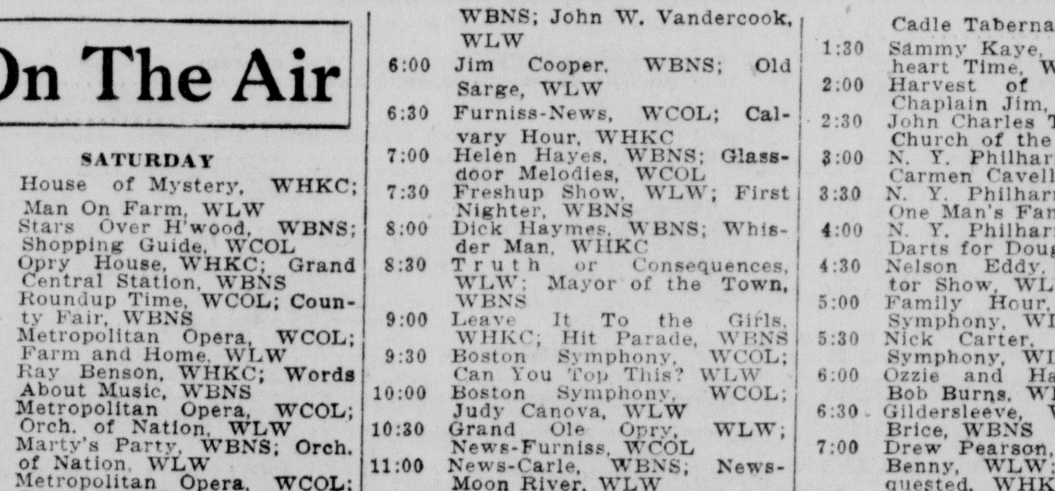 On The Air
SATURDAY
House of Mystery, WHKC;
Man On Farm, WLW
Stars Over H'wood, WBNS;
Shopping Guide, WCOL
Opry House, WHKC; Grand
Central Station, WBNS
Roundup Time, WCOL; Coun-
ty Fair, WBNS
Metropolitan Opera, WCOL;
Farm and Home, WLW
Ray Benson, WHKC; Words
About Music, WBNS
Metropolitan Opera, WCOL;
Orch. of Nation, WLW
Marty's Party, WBNS; Orch.
of Nation, WLW
Metropolitan Opera, WCOL;
WBNS; John W. Vandercook,
WLW
6:00 Jim Cooper, WBNS; Old
Sarge, WLW
6:30 Furniss-News, WCOL; Cal-
vary Hour, WHKC
7:00 Helen Hayes, WBNS; Glass-
door Melodies, WCOL
7:30 Freshup Show, WLW; First
Nighter, WBNS
8:00 Dick Haymes, WBNS; Whis-
der Man, WHKC
8:30 Truth or Consequences,
WLW; Mayor of the Town,
WBNS
9:00 Leave It To the Girls,
WHKC; Hit Parade, WBNS
9:30 Boston Symphony, WCOL;
Can You Top This? WLW
10:00 Boston Symphony, WCOL;
Judy Canova, WLW
10:30 Grand Ole Opry, WLW;
News-Furniss, WCOL
11:00 News-Carle, WBNS; News-
Moon River, WLW
Cadle Taberna
1:30 Sammy Kaye,
heart Time, W
2:00 Harvest of
Chaplain Jim,
2:30 John Charles T
Church of the
3:00 N. Y. Philhar
Carmen Cavell
3:30 N. Y. Philhar
One Man's Fam
4:00 N. Y. Philhar
Darts for Doug
4:30 Nelson Eddy,
tor Show, WL
5:00 Family Hour,
Symphony, WL
5:30 Nick Carter,
Symphony, WL
6:00 Ozzie and Ha
Bob Burns, W
6:30 Gildersleeve, W
Brice, WBNS
7:00 Drew Pearson,
Benny, WLW;
quested, WHK